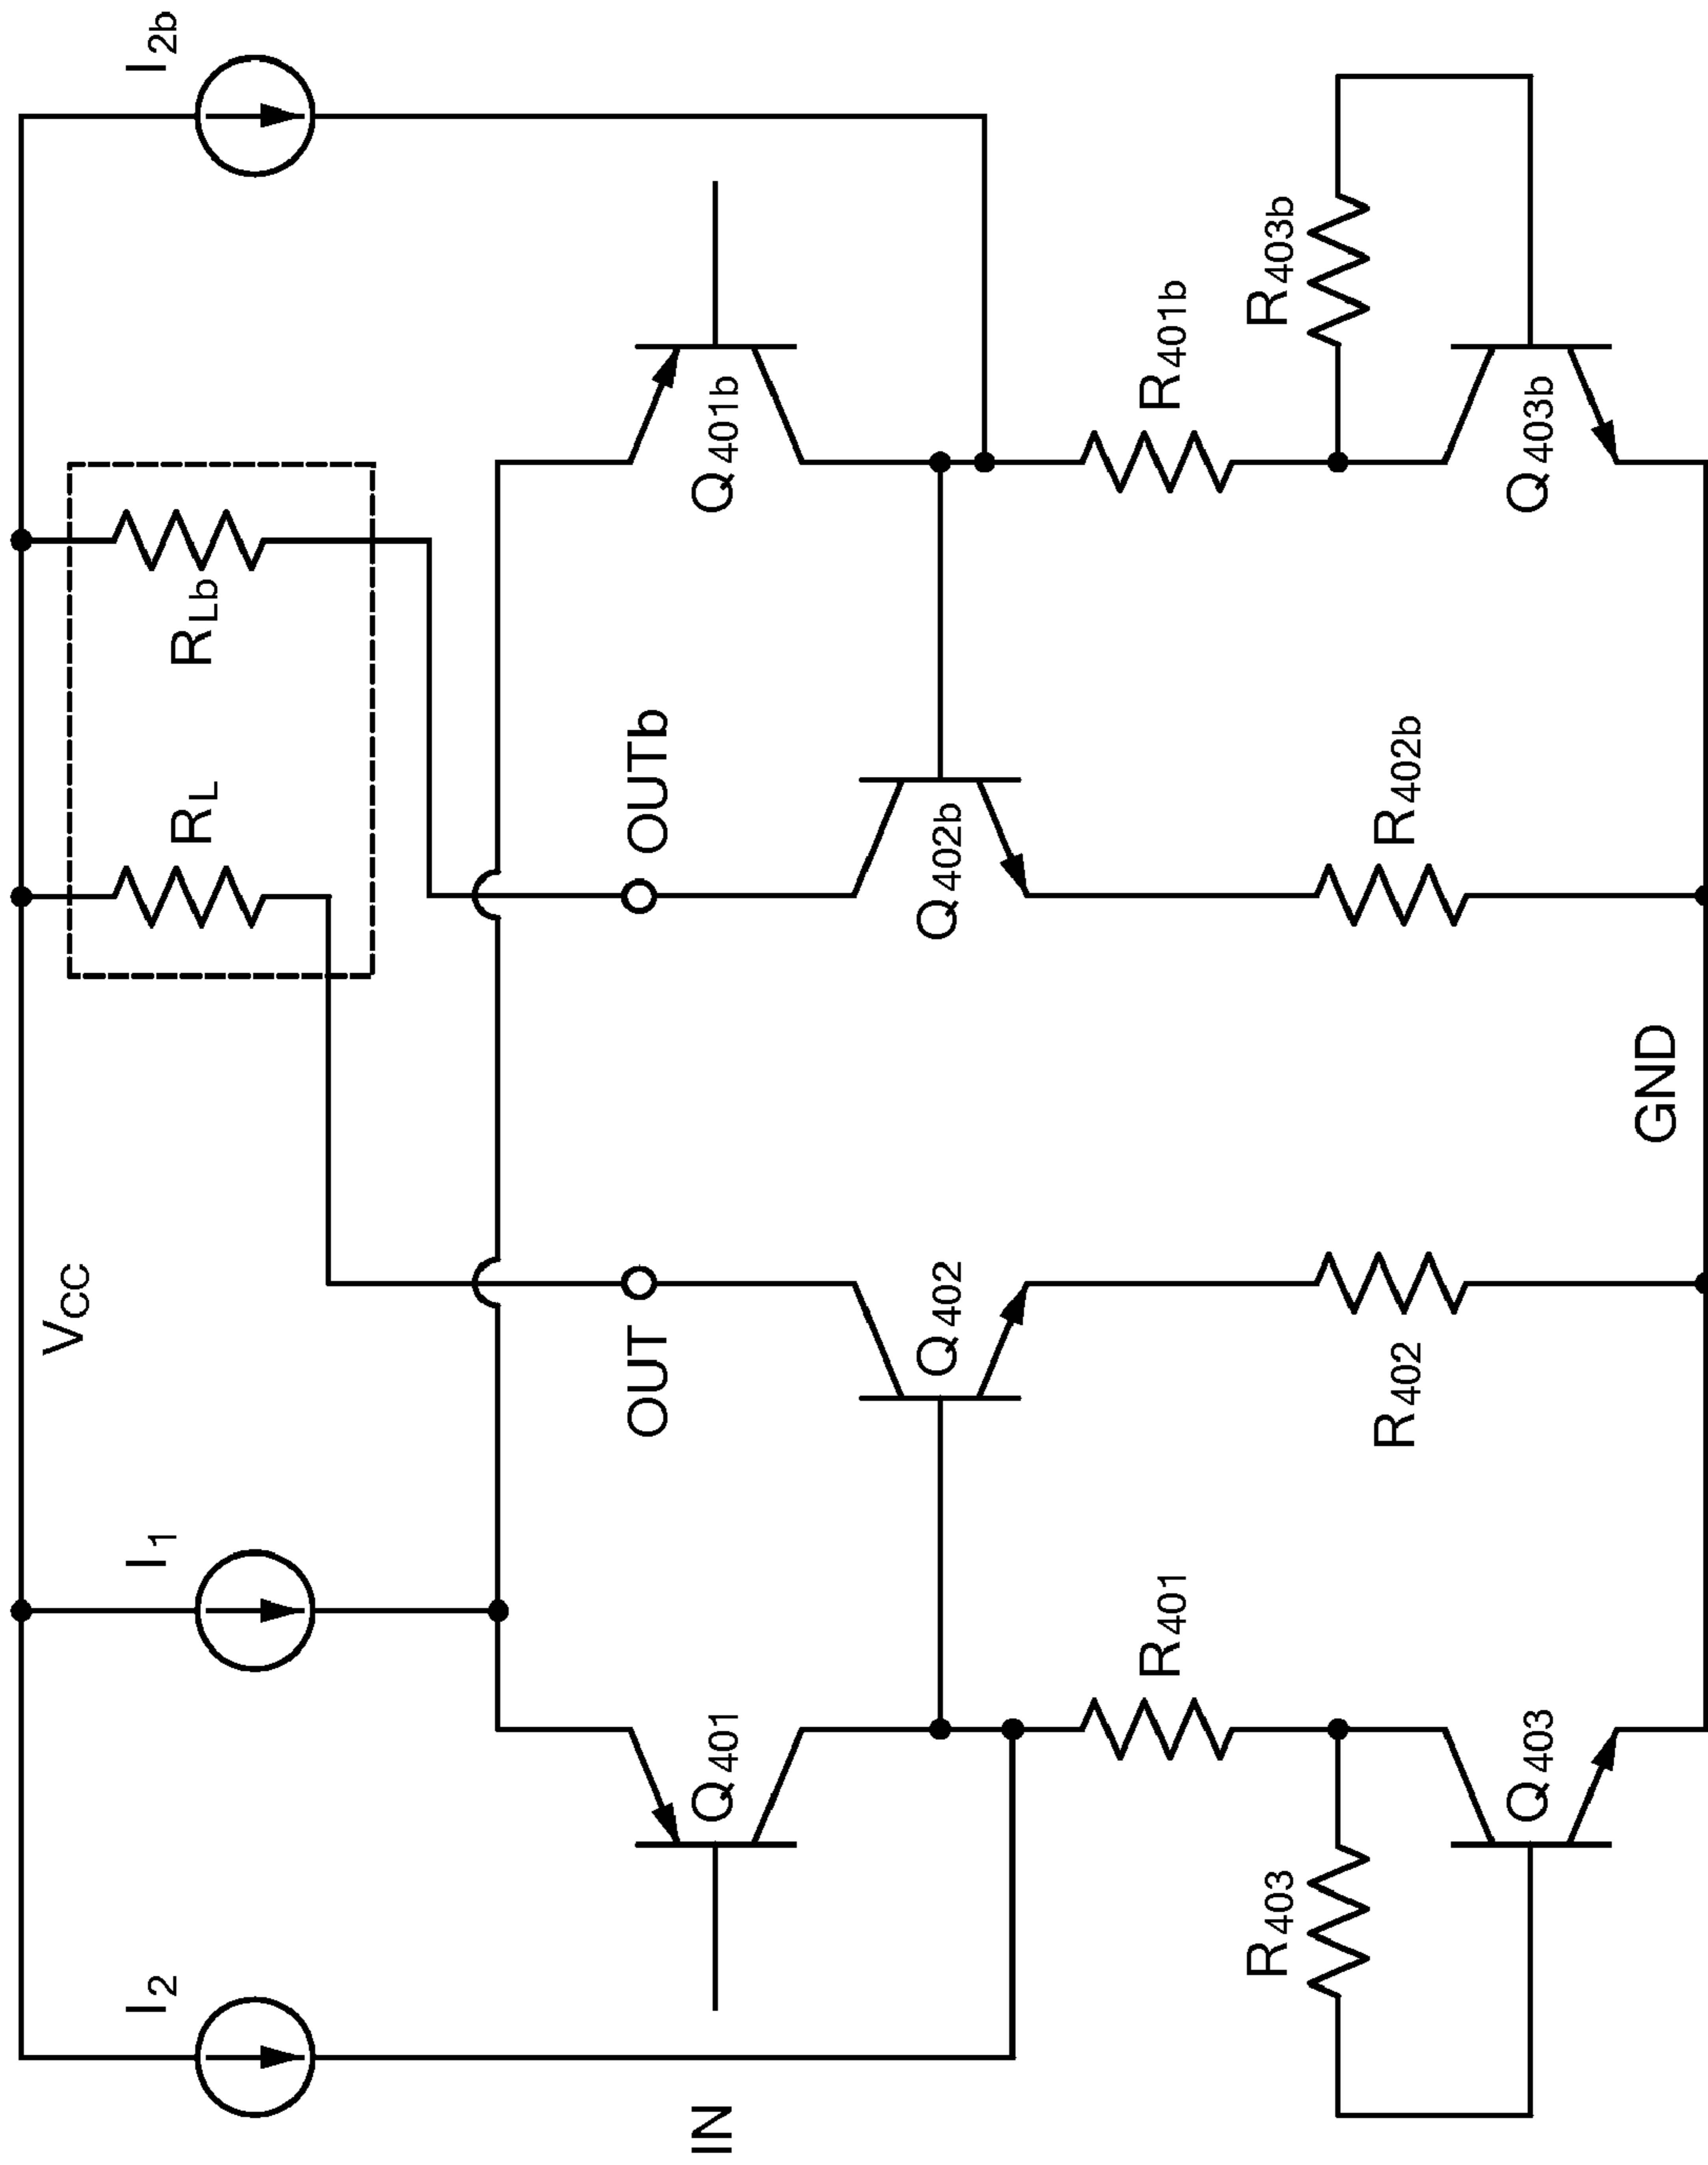 I2
I1
VCC
RL
RLb
I2b
OUT
OUTb
IN
Q401
Q401b
Q402
Q402b
R401
R401b
R403
R402
R402b
R403b
Q403
GND
Q403b